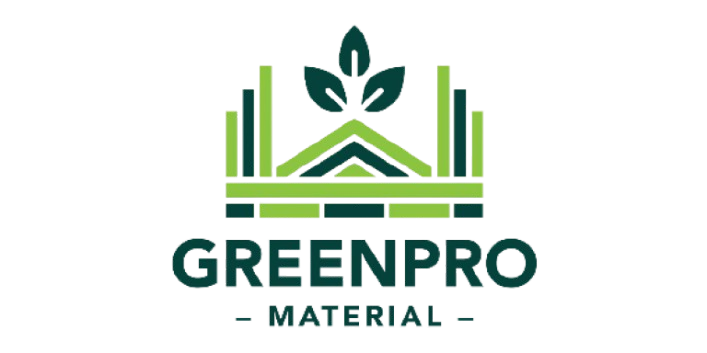 GREENPRO
– MATERIAL –